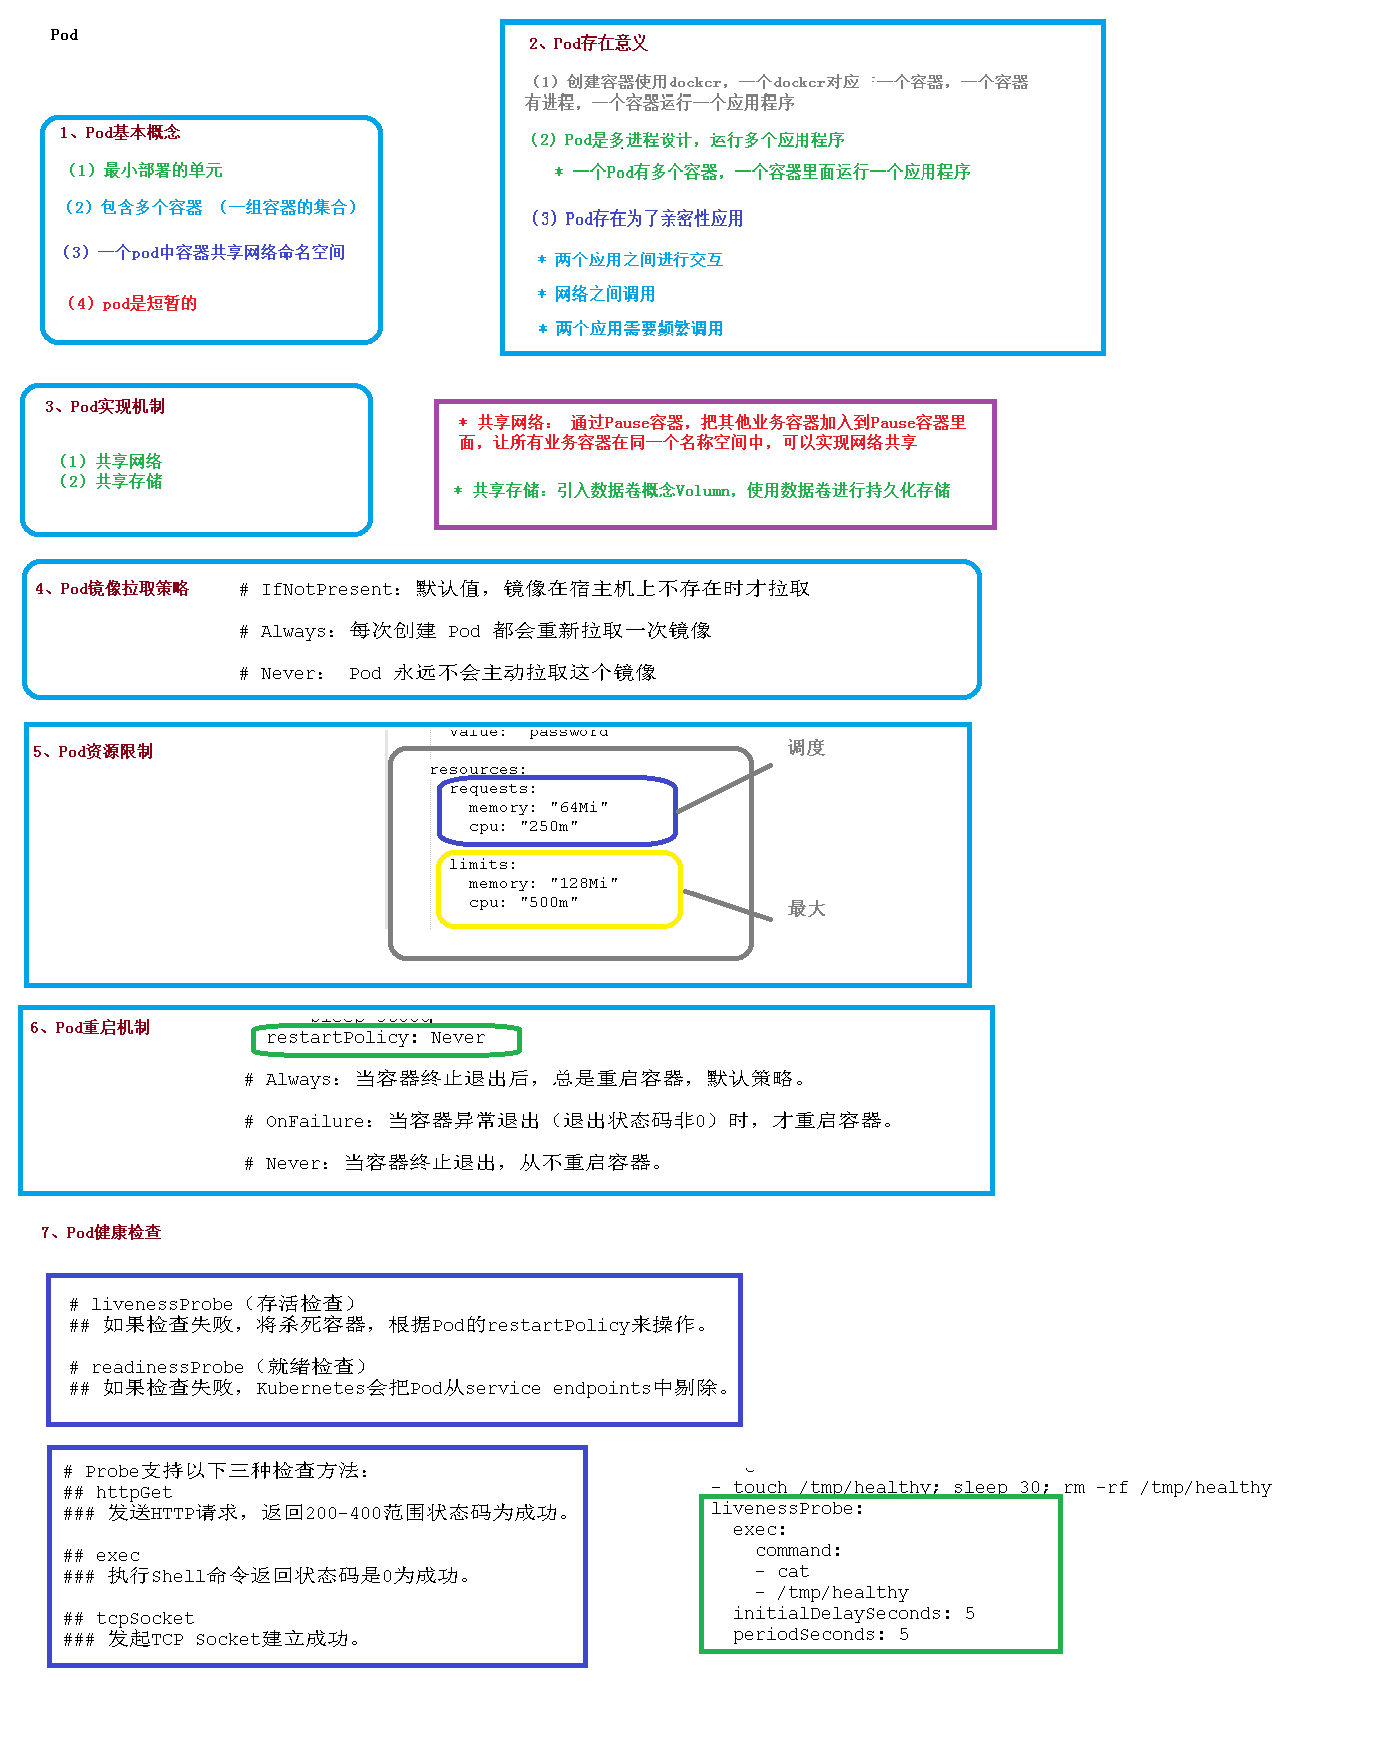 Pod
1、Pod基本概念
（1）最小部署的单元
（2）包含多个容器 （一组容器的集合）
（3）一个pod中容器共享网络命名空间
（4）pod是短暂的
2、Pod存在意义
（1）创建容器使用docker，一个docker对应 一个容器，一个容器
有进程，一个容器运行一个应用程序
（2）Pod是多进程设计，运行多个应用程序
* 一个Pod有多个容器，一个容器里面运行一个应用程序
（3）Pod存在为了亲密性应用
* 两个应用之间进行交互
* 网络之间调用
* 两个应用需要频繁调用
3、Pod实现机制
（1）共享网络
（2）共享存储
* 共享网络： 通过Pause容器，把其他业务容器加入到Pause容器里
面，让所有业务容器在同一个名称空间中，可以实现网络共享
* 共享存储：引入数据卷概念Volumn，使用数据卷进行持久化存储
4、Pod镜像拉取策略
# IfNotPresent：默认值，镜像在宿主机上不存在时才拉取
# Always：每次创建 Pod 都会重新拉取一次镜像
# Never： Pod 永远不会主动拉取这个镜像
5、Pod资源限制
value: password
resources:
requests:
memory: "64Mi"
cpu: "250m"
limits:
memory: "128Mi"
cpu: "500m"
调度
最大
6、Pod重启机制
restartPolicy: Never
# Always：当容器终止退出后，总是重启容器，默认策略。
# OnFailure：当容器异常退出（退出状态码非0）时，才重启容器。
# Never：当容器终止退出，从不重启容器。
7、Pod健康检查
# livenessProbe（存活检查）
## 如果检查失败，将杀死容器，根据Pod的restartPolicy来操作。
# readinessProbe（就绪检查）
## 如果检查失败，Kubernetes会把Pod从service endpoints中剔除。
# Probe支持以下三种检查方法：
## httpGet
### 发送HTTP请求，返回200-400范围状态码为成功。
## exec
### 执行Shell命令返回状态码是0为成功。
## tcpSocket
### 发起TCP Socket建立成功。
- touch /tmp/healthy; sleep 30; rm -rf /tmp/healthy
livenessProbe:
exec:
command:
- cat
- /tmp/healthy
initialDelaySeconds: 5
periodSeconds: 5